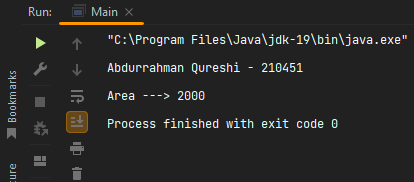 Run: Main ×
"C:\Program Files\Java\jdk-19\bin\java.exe"
Abdurrahman Qureshi - 210451
Area ---> 2000
Process finished with exit code 0
Bookmarks